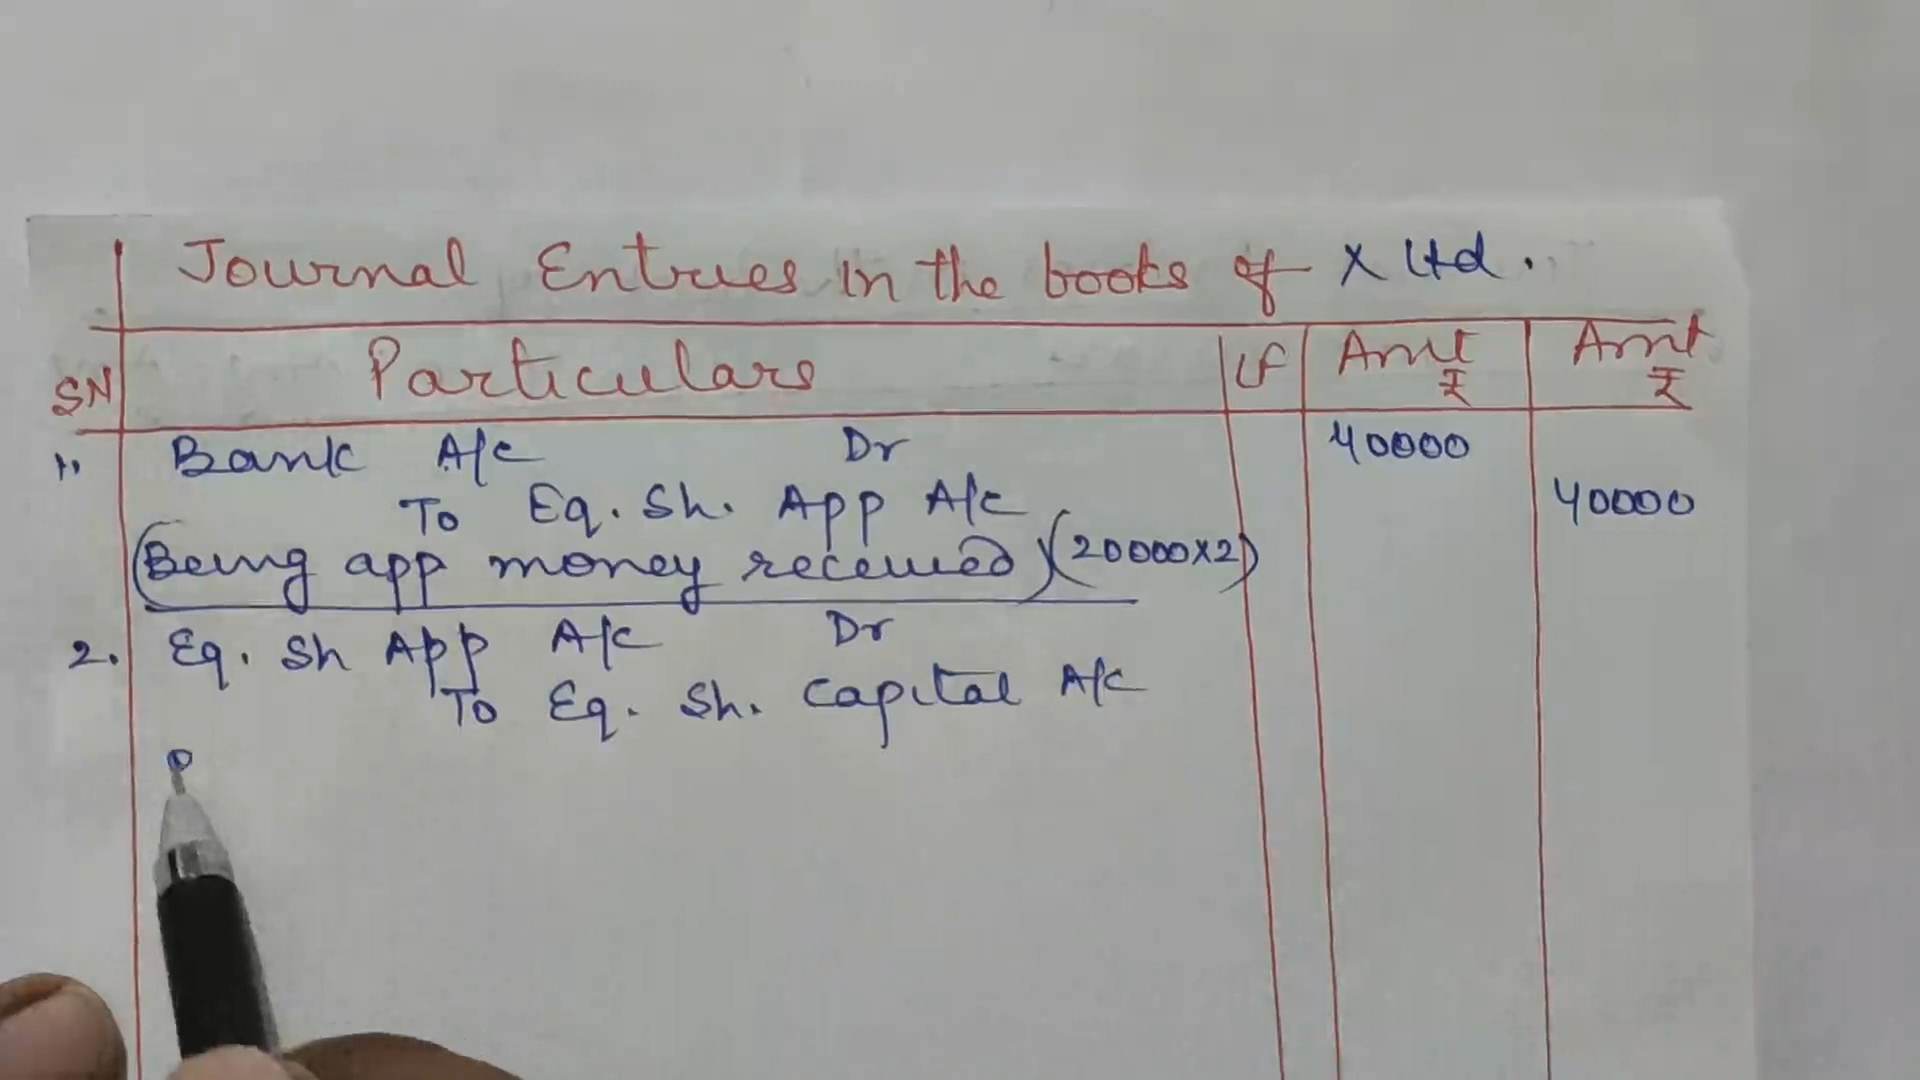 Journal Entries in the books of X Ltd.
SN Particulars LF Amt ₹ Amt ₹
1. Bank A/c Dr 40000
To Eq. Sh. App A/c 40000
(Being app money received) (20000x2)
2. Eq. Sh App A/c Dr
To Eq. Sh. Capital A/c